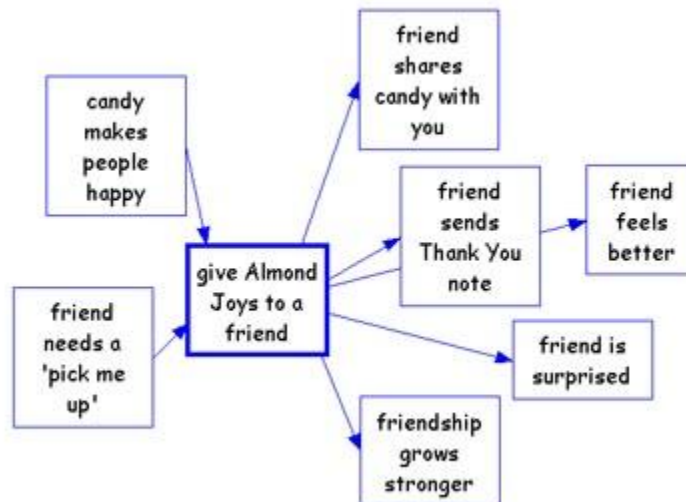 candy
makes
people
happy
friend
needs a
'pick me
up'
give Almond
Joys to a
friend
friend
shares
candy with
you
friend
sends
Thank You
note
friend
feels
better
friend is
surprised
friendship
grows
stronger